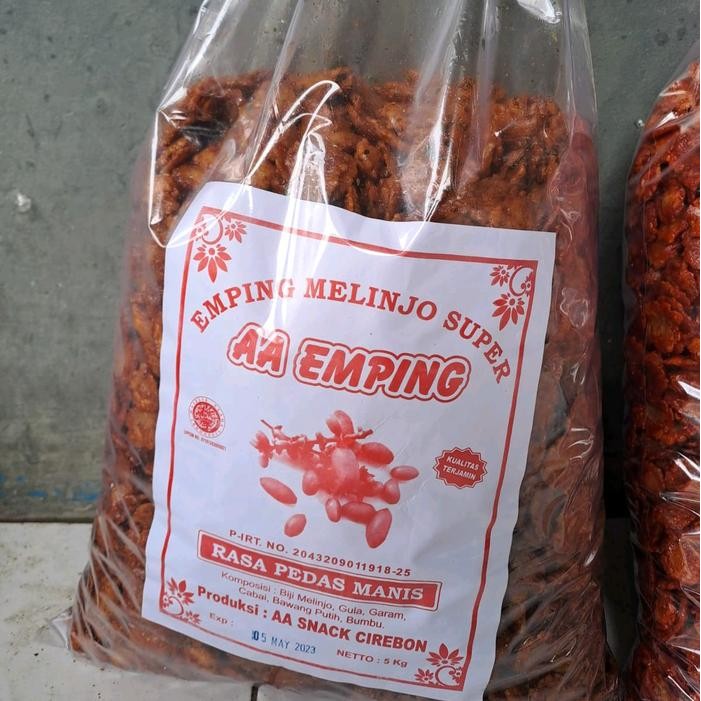 EMPING MELINJO SUPER
AA EMPING
KUALITAS
TERJAMIN
P-IRT. NO. 2043209011918-25
RASA PEDAS MANIS
Komposisi : Biji Melinjo, Gula, Garam,
Cabai, Bawang Putih, Bumbu.
Produksi : AA SNACK CIREBON
Exp : 05 MAY 2023
NETTO : 5 Kg